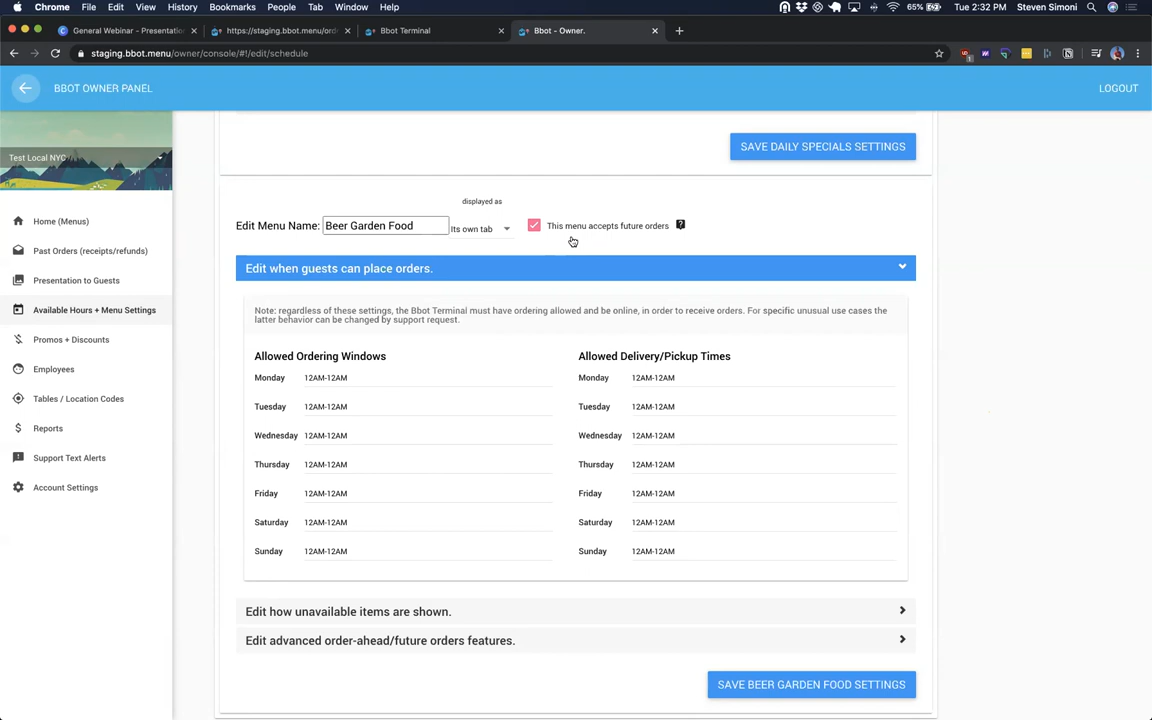 Chrome File Edit View History Bookmarks People Tab Window Help 65% Tue 2:32 PM Steven Simoni
General Webinar - Presentatio
https://staging.bbot.menu/ord
Bbot Terminal
Bbot - Owner.
staging.bbot.menu/owner/console/#!/edit/schedule
BBOT OWNER PANEL
LOGOUT
Test Local NYC
Home (Menus)
Past Orders (receipts/refunds)
Presentation to Guests
Available Hours + Menu Settings
Promos + Discounts
Employees
Tables / Location Codes
Reports
Support Text Alerts
Account Settings
SAVE DAILY SPECIALS SETTINGS
displayed as
Edit Menu Name: Beer Garden Food Its own tab This menu accepts future orders
Edit when guests can place orders.
Note: regardless of these settings, the Bbot Terminal must have ordering allowed and be online, in order to receive orders. For specific unusual use cases the
latter behavior can be changed by support request.
Allowed Ordering Windows
Monday 12AM-12AM
Tuesday 12AM-12AM
Wednesday 12AM-12AM
Thursday 12AM-12AM
Friday 12AM-12AM
Saturday 12AM-12AM
Sunday 12AM-12AM
Allowed Delivery/Pickup Times
Monday 12AM-12AM
Tuesday 12AM-12AM
Wednesday 12AM-12AM
Thursday 12AM-12AM
Friday 12AM-12AM
Saturday 12AM-12AM
Sunday 12AM-12AM
Edit how unavailable items are shown.
Edit advanced order-ahead/future orders features.
SAVE BEER GARDEN FOOD SETTINGS